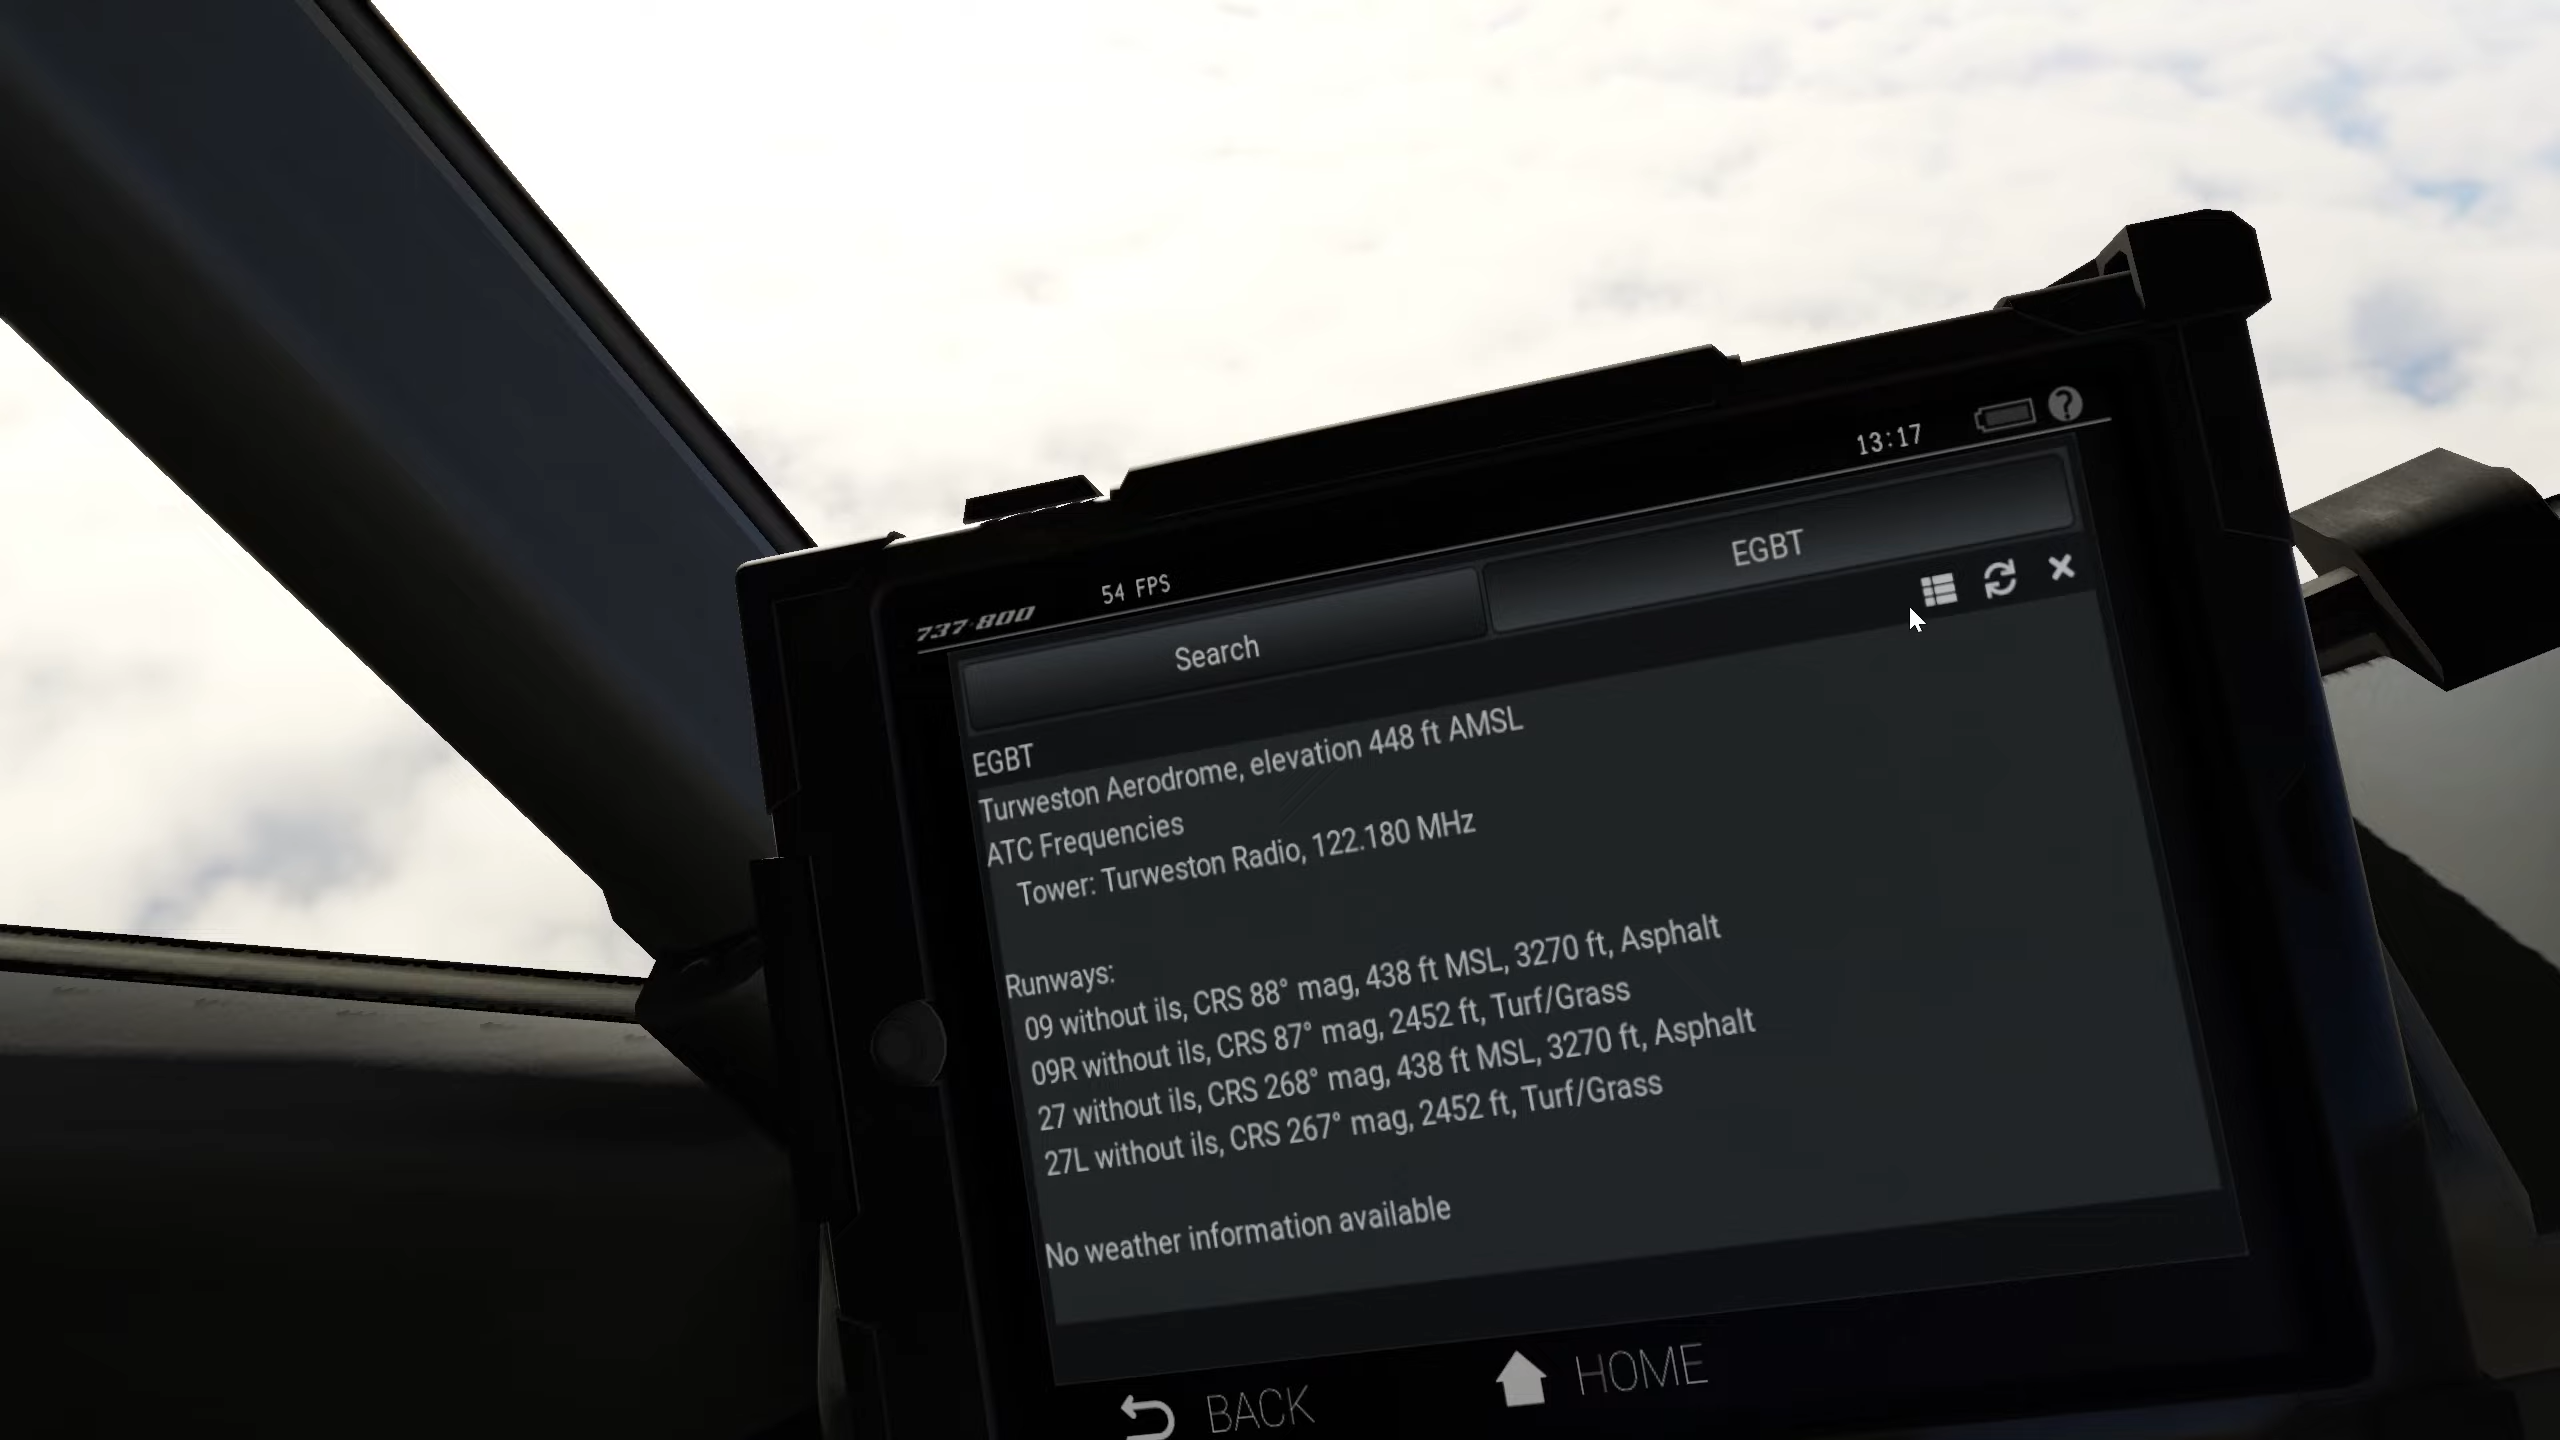 13:17
737-800
54 FPS
Search
EGBT
EGBT
Turweston Aerodrome, elevation 448 ft AMSL
ATC Frequencies
Tower: Turweston Radio, 122.180 MHz
Runways:
09 without ils, CRS 88° mag, 438 ft MSL, 3270 ft, Asphalt
09R without ils, CRS 87° mag, 2452 ft, Turf/Grass
27 without ils, CRS 268° mag, 438 ft MSL, 3270 ft, Asphalt
27L without ils, CRS 267° mag, 2452 ft, Turf/Grass
No weather information available
BACK
HOME